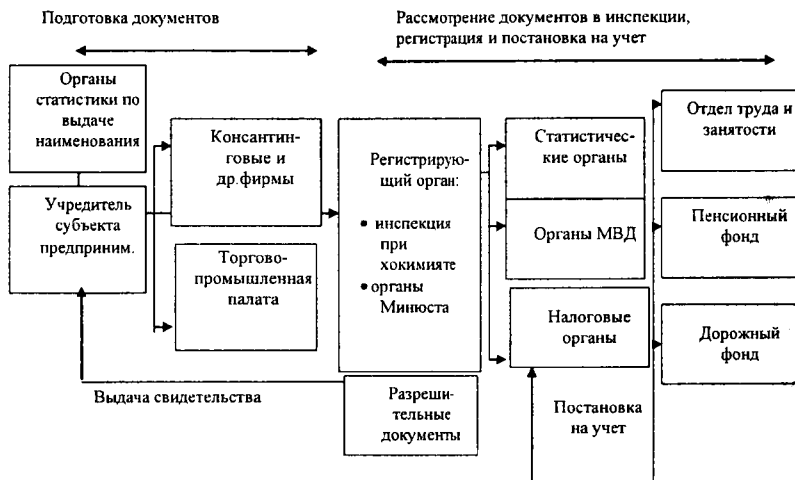 Подготовка документов
Рассмотрение документов в инспекции,
регистрация и постановка на учет
Органы
статистики по
выдаче
наименования
Учредитель
субъекта
предприним.
Консантин-
говые и
др.фирмы
Торгово-
промышленная
палата
Регистрирую-
щий орган:
• инспекция
при
хокимияте
• органы
Минюста
Разреши-
тельные
документы
Статистичес-
кие органы
Органы МВД
Налоговые
органы
Отдел труда и
занятости
Пенсионный
фонд
Дорожный
фонд
Выдача свидетельства
Постановка
на учет